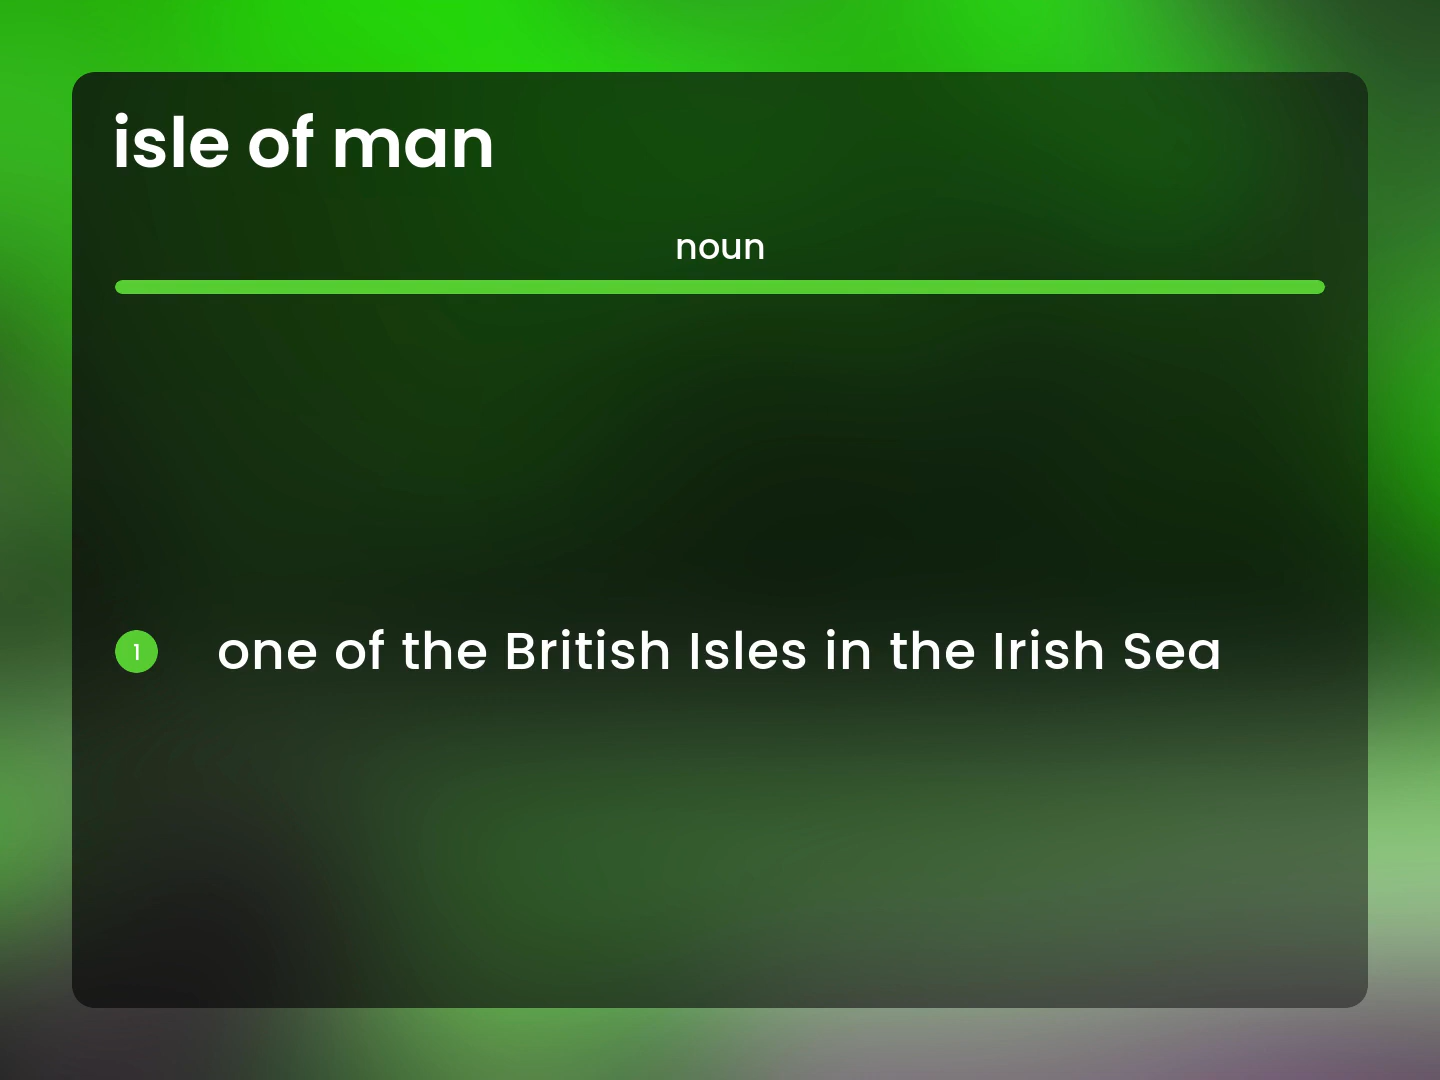 isle of man
noun
1 one of the British Isles in the Irish Sea